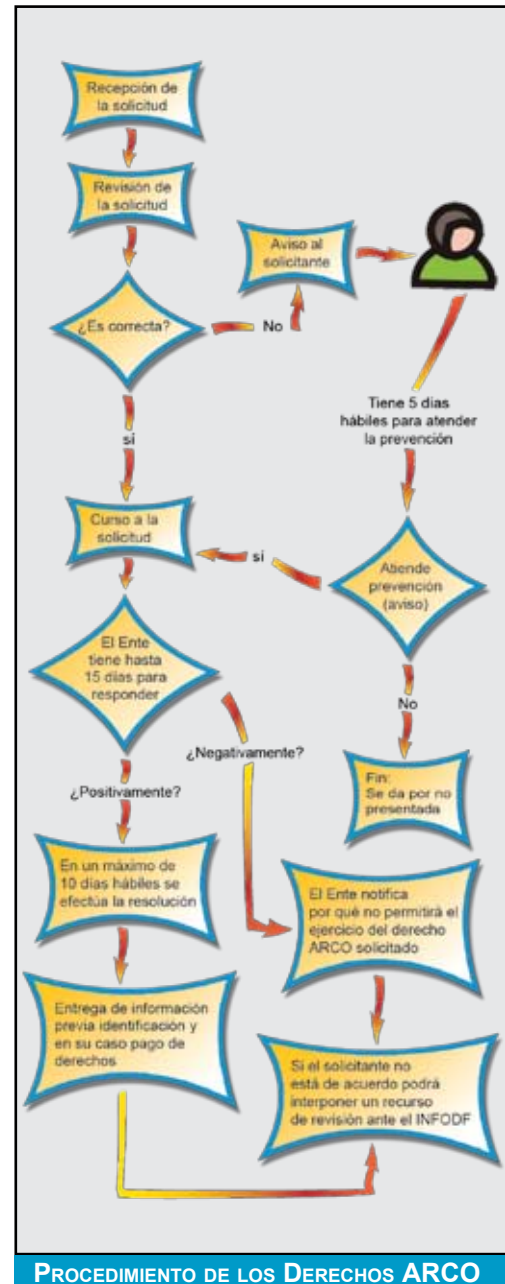 Recepción de
la solicitud
Revisión de
la solicitud
Aviso al
solicitante
¿Es correcta?
No
Tiene 5 días
hábiles para atender
la prevención
sí
Curso a la
solicitud
sí
Atiende
prevención
(aviso)
El Ente
tiene hasta
15 días para
responder
No
¿Negativamente?
¿Positivamente?
Fin:
Se da por no
presentada
En un máximo de
10 días hábiles se
efectúa la resolución
El Ente notifica
por qué no permitirá el
ejercicio del derecho
ARCO solicitado
Entrega de información
previa identificación y
en su caso pago de
derechos
Si el solicitante no
está de acuerdo podrá
interponer un recurso
de revisión ante el INFODF
PROCEDIMIENTO DE LOS DERECHOS ARCO